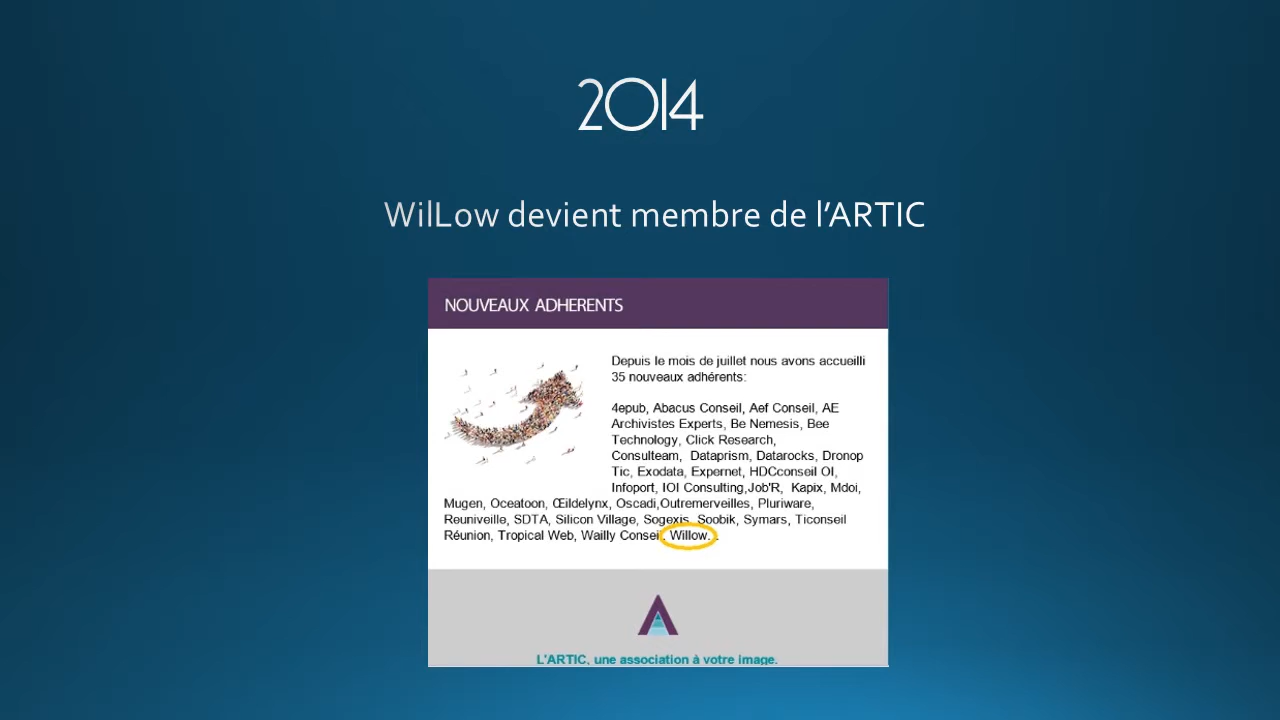 2014
WilLow devient membre de l'ARTIC
NOUVEAUX ADHERENTS
Depuis le mois de juillet nous avons accueilli
35 nouveaux adhérents:
4epub, Abacus Conseil, Aef Conseil, AE
Archivistes Experts, Be Nemesis, Bee
Technology, Click Research,
Consulteam, Dataprism, Datarocks, Dronop
Tic, Exodata, Expernet, HDCconseil OI,
Infoport, IOI Consulting,Job'R, Kapix, Mdoi,
Mugen, Oceatoon, Œildelynx, Oscadi,Outremerveilles, Pluriware,
Reuniveille, SDTA, Silicon Village, Sogexis, Soobik, Symars, Ticonseil
Réunion, Tropical Web, Wailly Conseil, Willow...
L'ARTIC, une association à votre image.